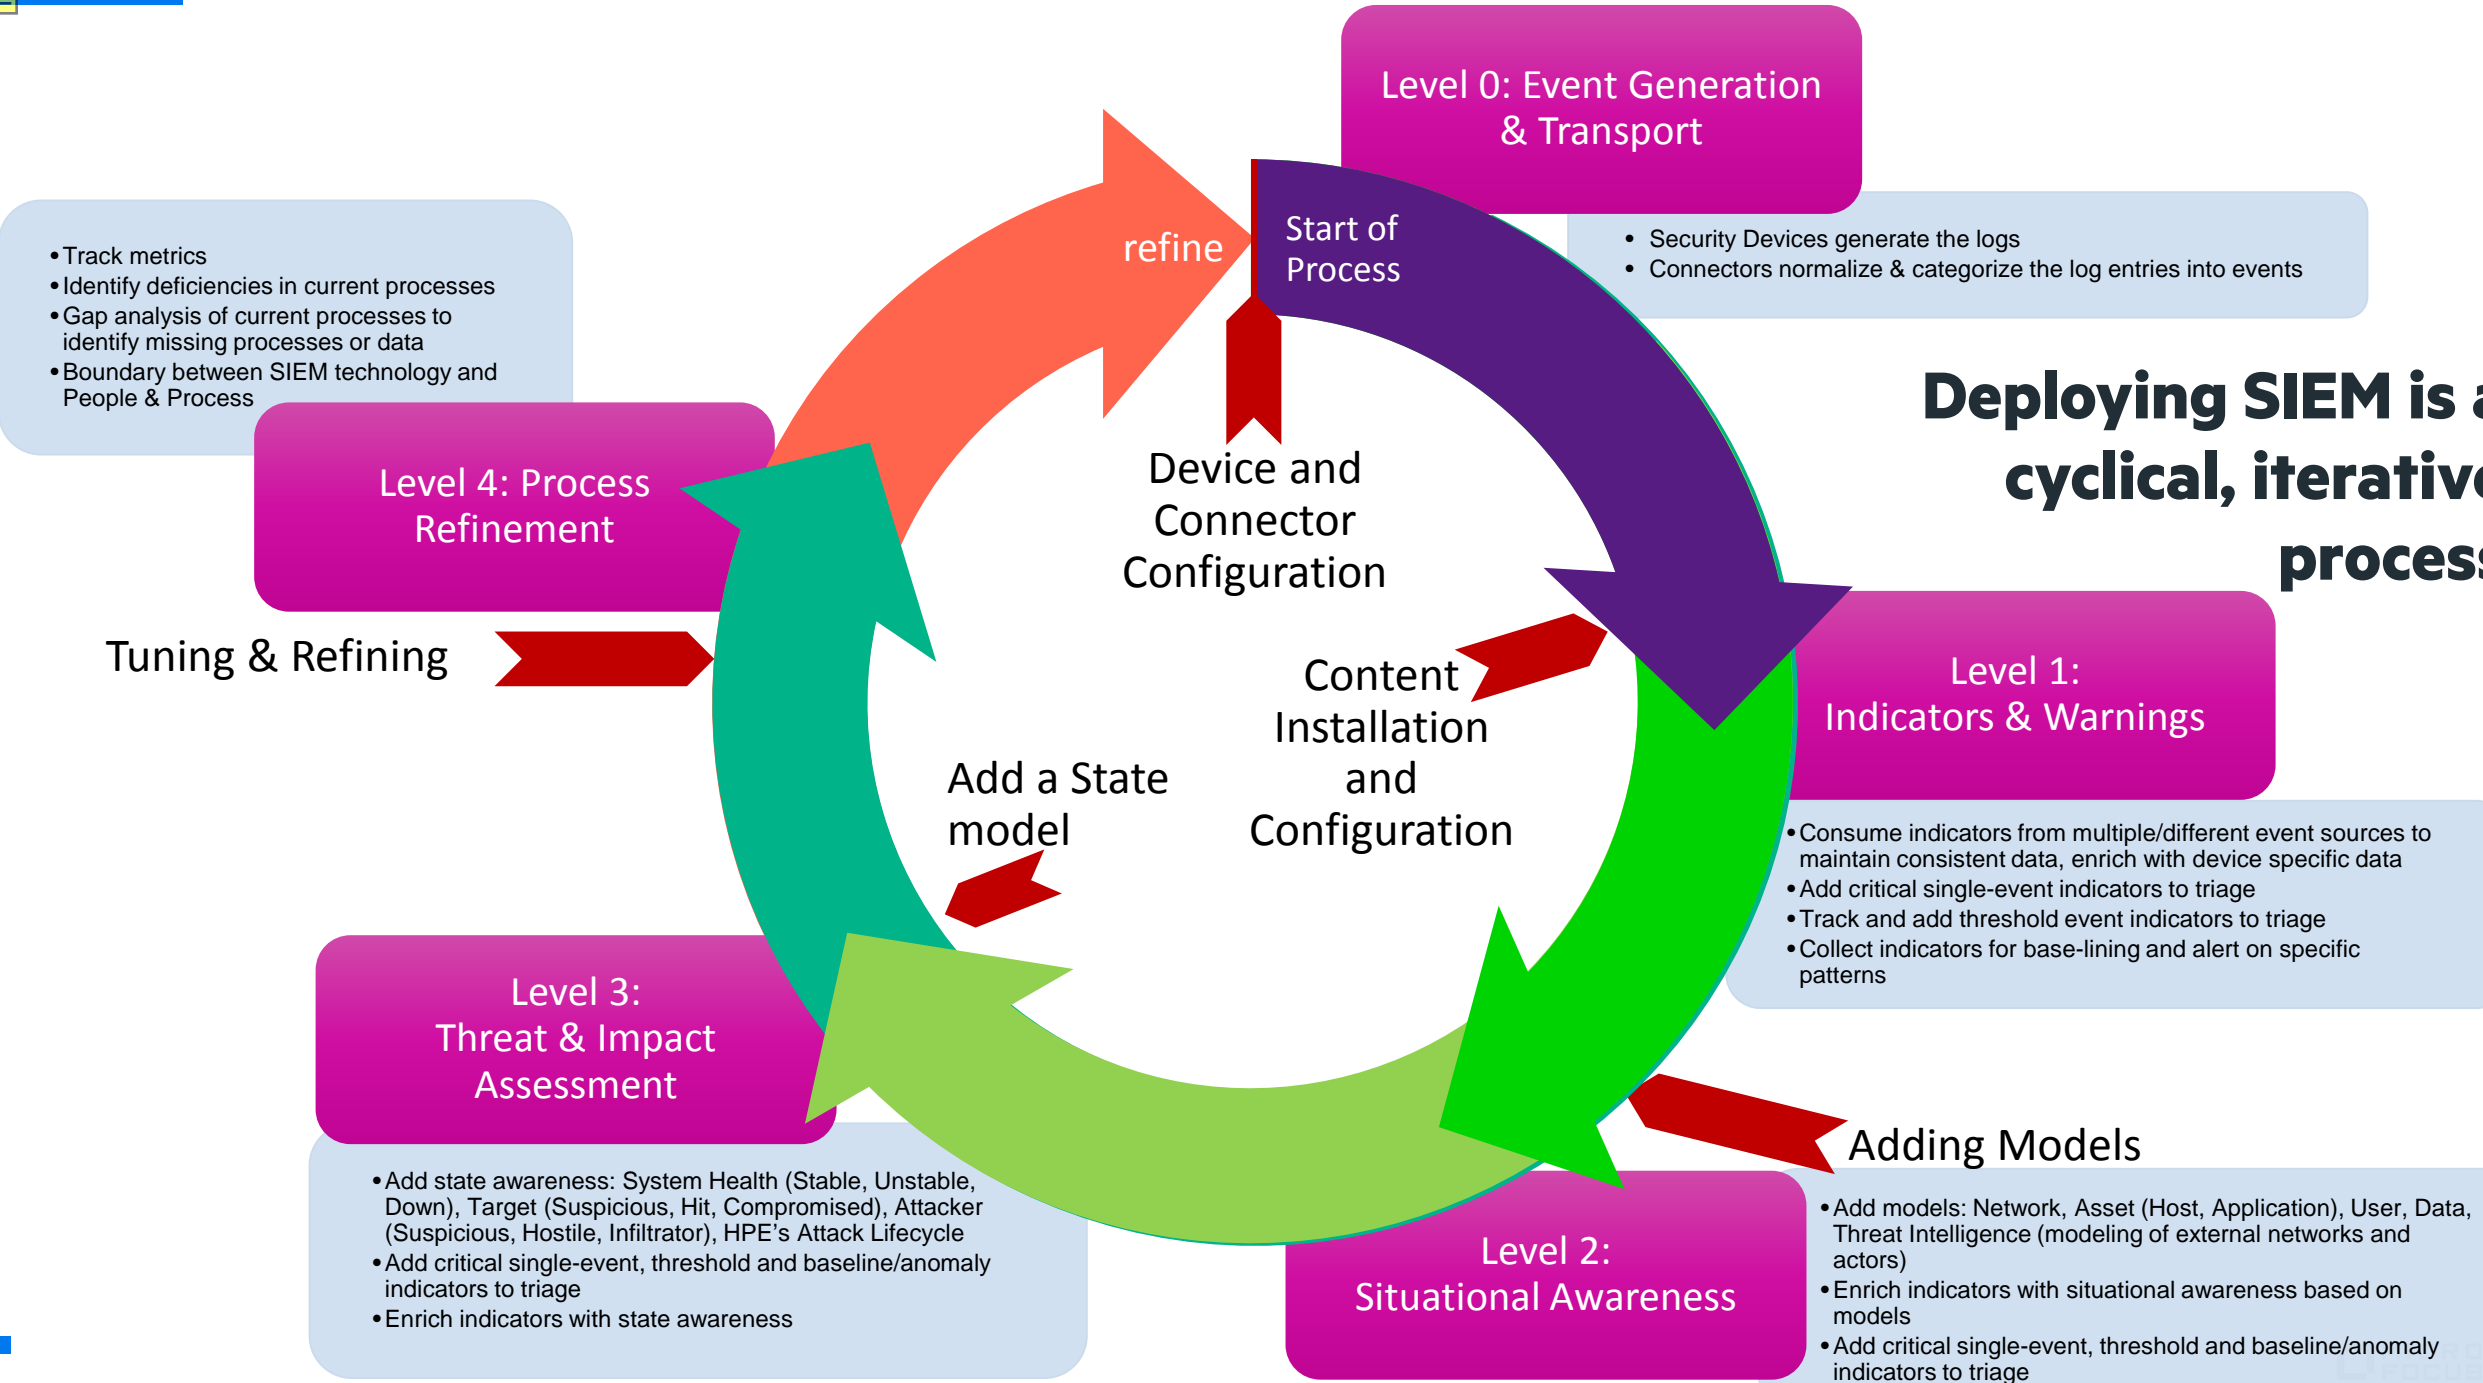 Level 0: Event Generation
& Transport
• Security Devices generate the logs
• Connectors normalize & categorize the log entries into events
Deploying SIEM is a
cyclical, iterative
process
Start of
Process
refine
Device and
Connector
Configuration
Level 1:
Indicators & Warnings
• Consume indicators from multiple/different event sources to
maintain consistent data, enrich with device specific data
• Add critical single-event indicators to triage
• Track and add threshold event indicators to triage
• Collect indicators for base-lining and alert on specific
patterns
Content
Installation
and
Configuration
Adding Models
Level 2:
Situational Awareness
• Add models: Network, Asset (Host, Application), User, Data,
Threat Intelligence (modeling of external networks and
actors)
• Enrich indicators with situational awareness based on
models
• Add critical single-event, threshold and baseline/anomaly
indicators to triage
Add a State
model
Level 3:
Threat & Impact
Assessment
• Add state awareness: System Health (Stable, Unstable,
Down), Target (Suspicious, Hit, Compromised), Attacker
(Suspicious, Hostile, Infiltrator), HPE's Attack Lifecycle
• Add critical single-event, threshold and baseline/anomaly
indicators to triage
• Enrich indicators with state awareness
Tuning & Refining
Level 4: Process
Refinement
• Track metrics
• Identify deficiencies in current processes
• Gap analysis of current processes to
identify missing processes or data
• Boundary between SIEM technology and
People & Process